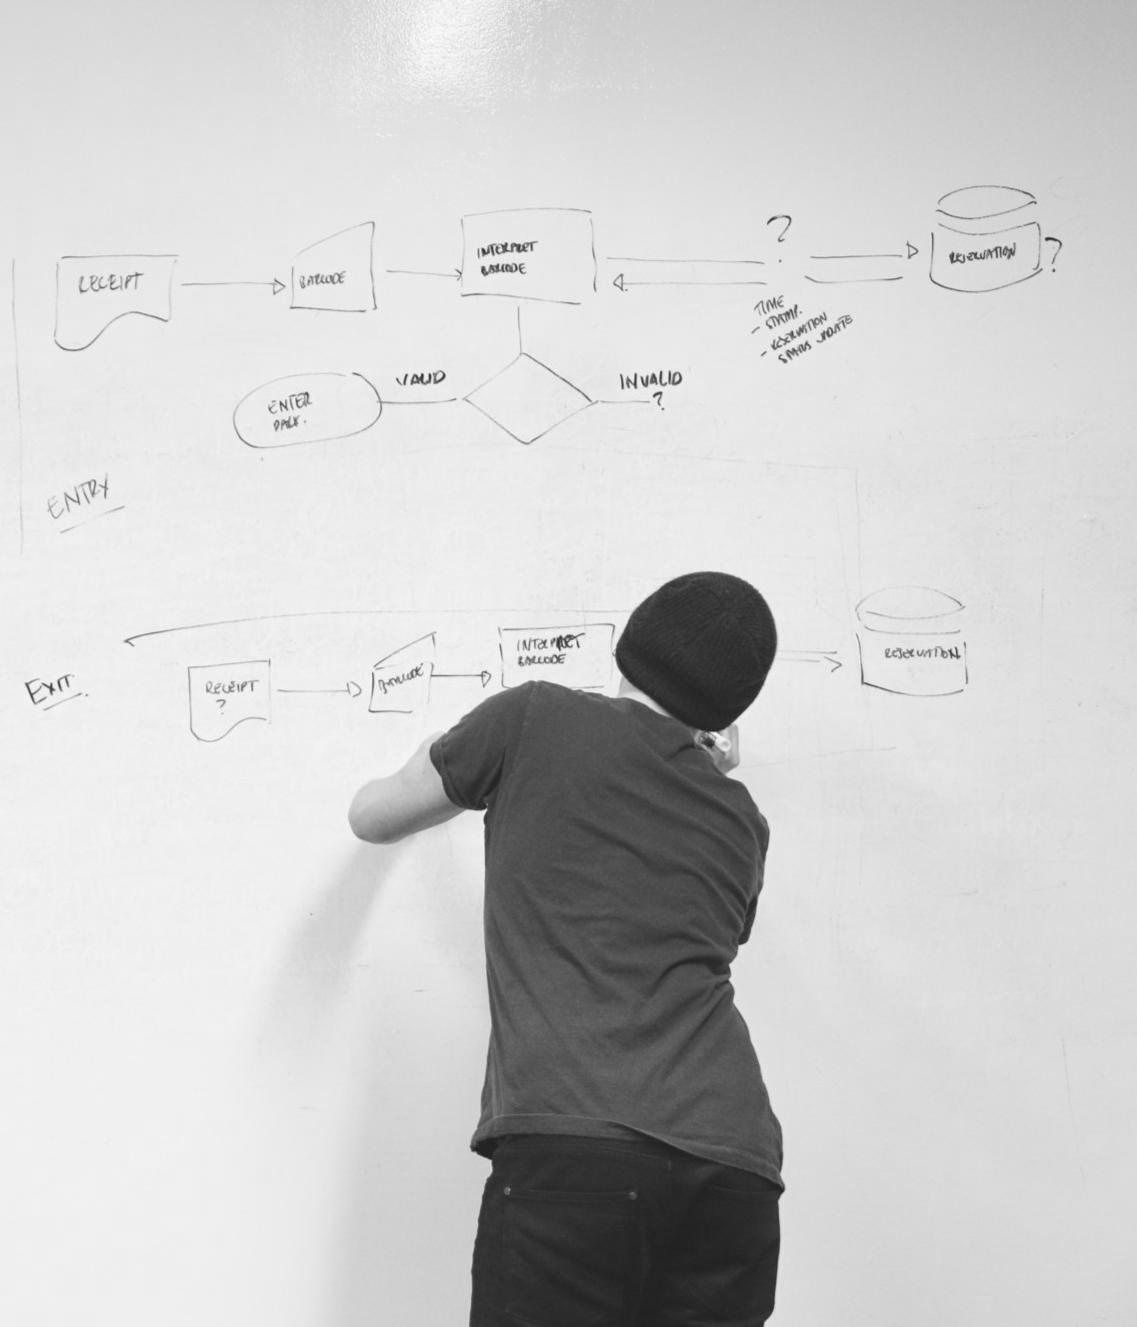 ?
RECEIPT
BARCODE
INTERPRET
BARCODE
RESERVATION
?
TIME
- STAMP.
- RESERVATION
STATUS UPDATE
VALID
INVALID
?
ENTER
PARK.
ENTRY
EXIT.
RECEIPT
?
BARCODE
INTERPRET
BARCODE
RESERVATION